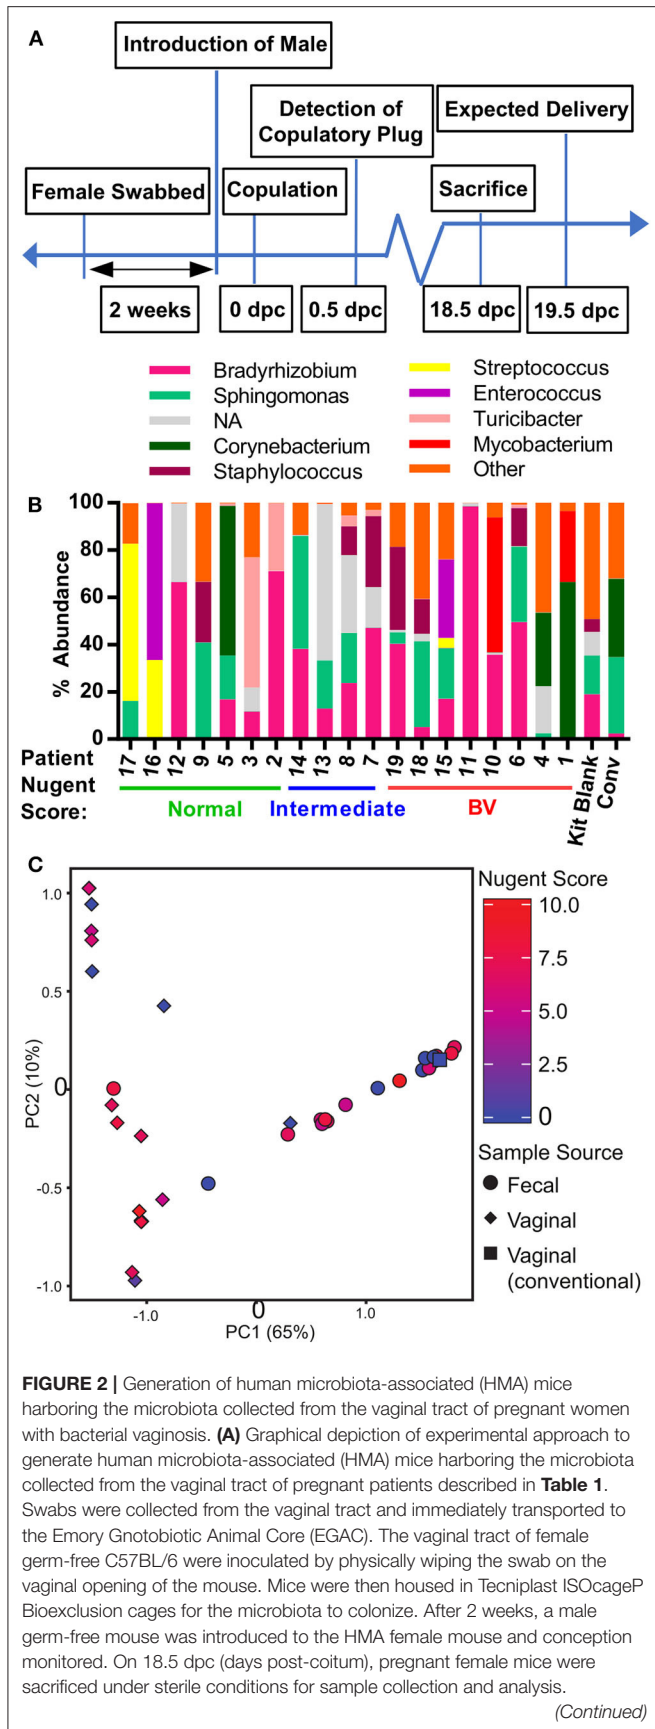 A
Introduction of Male
Detection of
Copulatory Plug
Expected Delivery
Female Swabbed
Copulation
Sacrifice
2 weeks
0 dpc
0.5 dpc
18.5 dpc
19.5 dpc
Bradyrhizobium
Sphingomonas
NA
Corynebacterium
Staphylococcus
Streptococcus
Enterococcus
Turicibacter
Mycobacterium
Other
B
100
80
60
40
20
0
% Abundance
Patient
17
16
12
9
5
3
2
14
13
8
7
19
18
15
11
10
6
4
1
Kit Blank
Conv
Nugent
Score:
Normal
Intermediate
BV
C
1.0
0.5
0
-0.5
-1.0
PC2 (10%)
-1.0
0
1.0
PC1 (65%)
Nugent Score
10.0
7.5
5.0
2.5
0
Sample Source
Fecal
Vaginal
Vaginal
(conventional)
FIGURE 2 | Generation of human microbiota-associated (HMA) mice
harboring the microbiota collected from the vaginal tract of pregnant women
with bacterial vaginosis. (A) Graphical depiction of experimental approach to
generate human microbiota-associated (HMA) mice harboring the microbiota
collected from the vaginal tract of pregnant patients described in Table 1.
Swabs were collected from the vaginal tract and immediately transported to
the Emory Gnotobiotic Animal Core (EGAC). The vaginal tract of female
germ-free C57BL/6 were inoculated by physically wiping the swab on the
vaginal opening of the mouse. Mice were then housed in Tecniplast ISOcageP
Bioexclusion cages for the microbiota to colonize. After 2 weeks, a male
germ-free mouse was introduced to the HMA female mouse and conception
monitored. On 18.5 dpc (days post-coitum), pregnant female mice were
sacrificed under sterile conditions for sample collection and analysis.
(Continued)